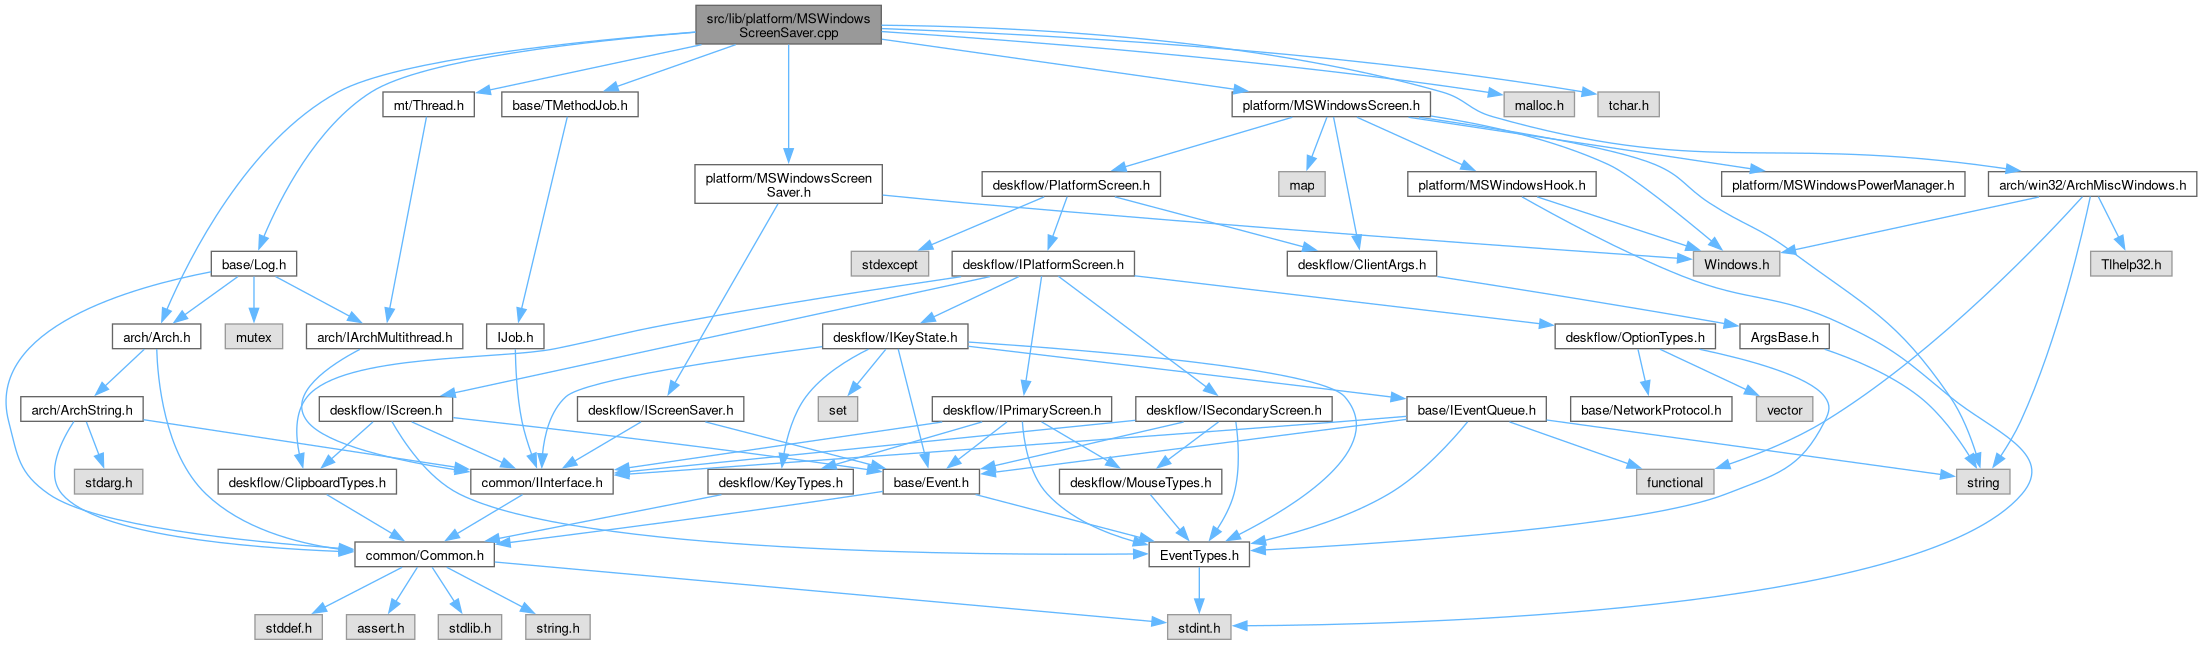 src/lib/platform/MSWindows
ScreenSaver.cpp
mt/Thread.h
base/TMethodJob.h
platform/MSWindowsScreen.h
malloc.h
tchar.h
platform/MSWindowsScreen
Saver.h
deskflow/PlatformScreen.h
map
platform/MSWindowsHook.h
platform/MSWindowsPowerManager.h
arch/win32/ArchMiscWindows.h
base/Log.h
stdexcept
deskflow/IPlatformScreen.h
deskflow/ClientArgs.h
Windows.h
Tlhelp32.h
arch/Arch.h
mutex
arch/IArchMultithread.h
IJob.h
deskflow/IKeyState.h
deskflow/OptionTypes.h
ArgsBase.h
arch/ArchString.h
deskflow/IScreen.h
deskflow/IScreenSaver.h
set
deskflow/IPrimaryScreen.h
deskflow/ISecondaryScreen.h
base/IEventQueue.h
base/NetworkProtocol.h
vector
stdarg.h
deskflow/ClipboardTypes.h
common/IInterface.h
deskflow/KeyTypes.h
base/Event.h
deskflow/MouseTypes.h
functional
string
common/Common.h
EventTypes.h
stddef.h
assert.h
stdlib.h
string.h
stdint.h